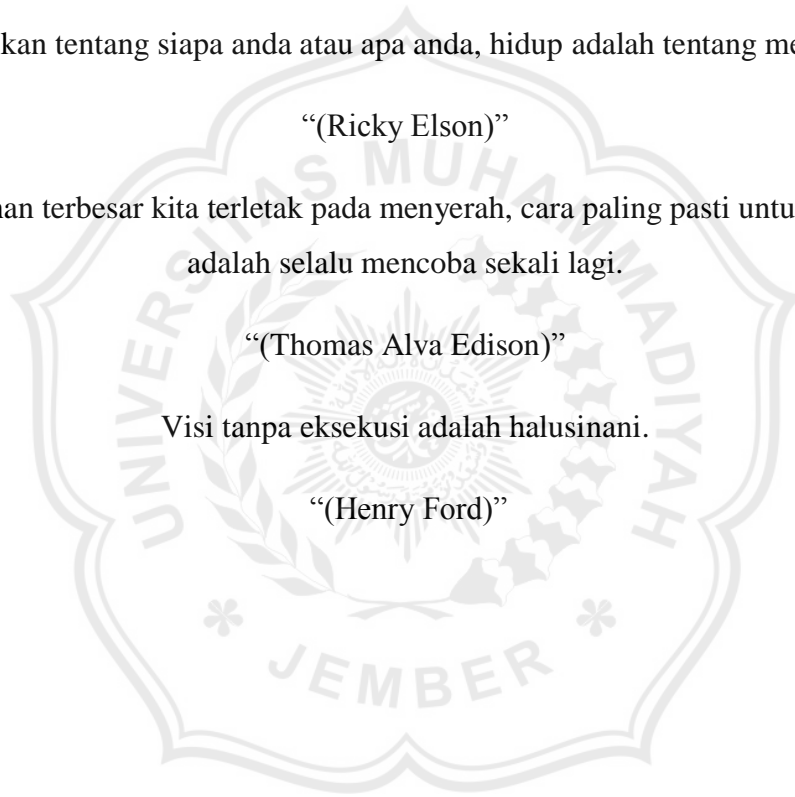 kan tentang siapa anda atau apa anda, hidup adalah tentang me
“(Ricky Elson)”
an terbesar kita terletak pada menyerah, cara paling pasti untu
adalah selalu mencoba sekali lagi.
“(Thomas Alva Edison)”
Visi tanpa eksekusi adalah halusinani.
“(Henry Ford)”
UNIVERSITAS MUHAMMADIYAH
JEMBER